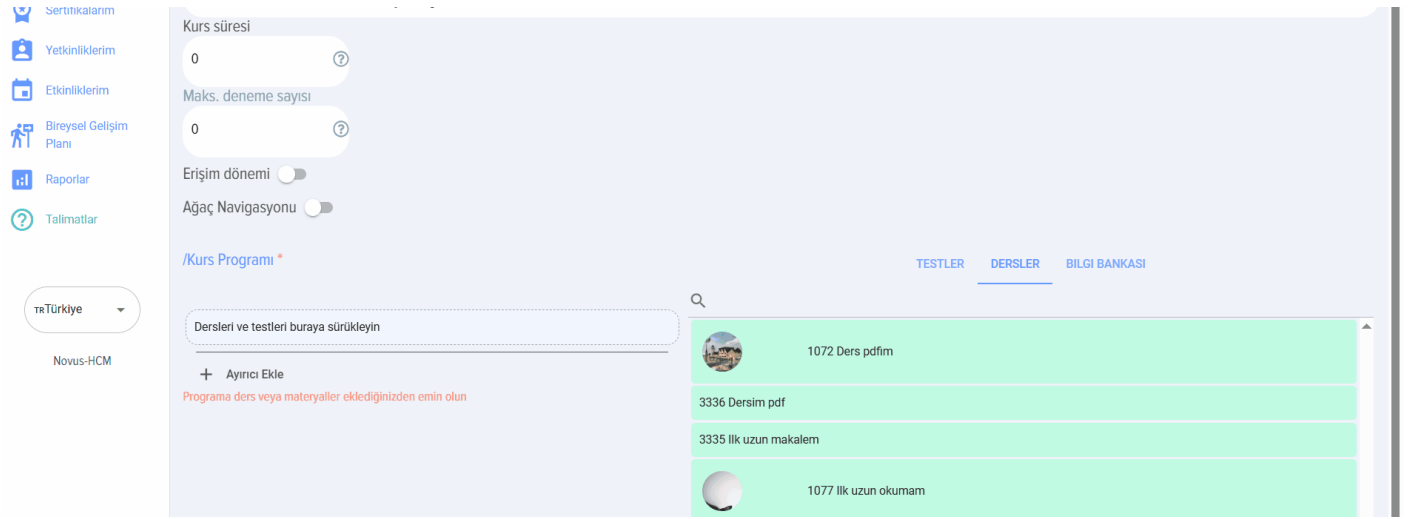 Sertifikalarım
Yetkinliklerim
Etkinliklerim
Bireysel Gelişim
Planı
Raporlar
Talimatlar
TRTürkiye
Novus-HCM
Kurs süresi
0
Maks. deneme sayısı
0
Erişim dönemi
Ağaç Navigasyonu
/Kurs Programı *
Dersleri ve testleri buraya sürükleyin
+ Ayırıcı Ekle
Programa ders veya materyaller eklediğinizden emin olun
TESTLER DERSLER BILGI BANKASI
1072 Ders pdfim
3336 Dersim pdf
3335 Ilk uzun makalem
1077 Ilk uzun okumam